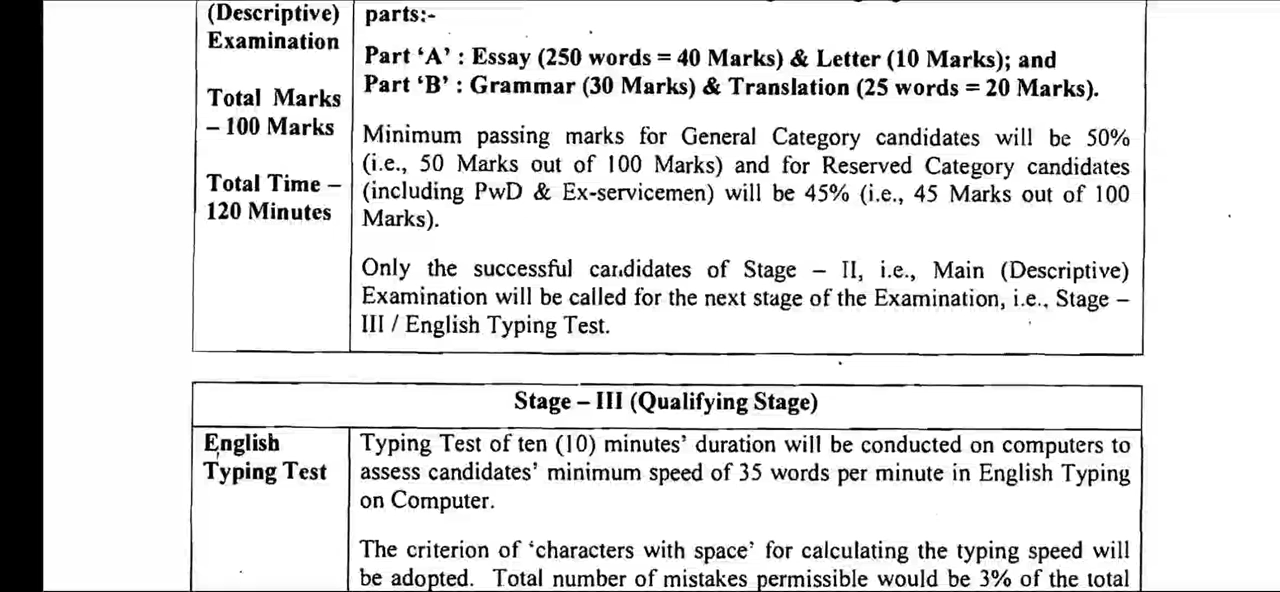 (Descriptive)
Examination
Total Marks
– 100 Marks
Total Time –
120 Minutes
parts:-
Part ‘A’ : Essay (250 words = 40 Marks) & Letter (10 Marks); and
Part ‘B’ : Grammar (30 Marks) & Translation (25 words = 20 Marks).
Minimum passing marks for General Category candidates will be 50%
(i.e., 50 Marks out of 100 Marks) and for Reserved Category candidates
(including PwD & Ex-servicemen) will be 45% (i.e., 45 Marks out of 100
Marks).
Only the successful candidates of Stage – II, i.e., Main (Descriptive)
Examination will be called for the next stage of the Examination, i.e., Stage –
III / English Typing Test.
Stage – III (Qualifying Stage)
English
Typing Test
Typing Test of ten (10) minutes’ duration will be conducted on computers to
assess candidates’ minimum speed of 35 words per minute in English Typing
on Computer.
The criterion of ‘characters with space’ for calculating the typing speed will
be adopted. Total number of mistakes permissible would be 3% of the total